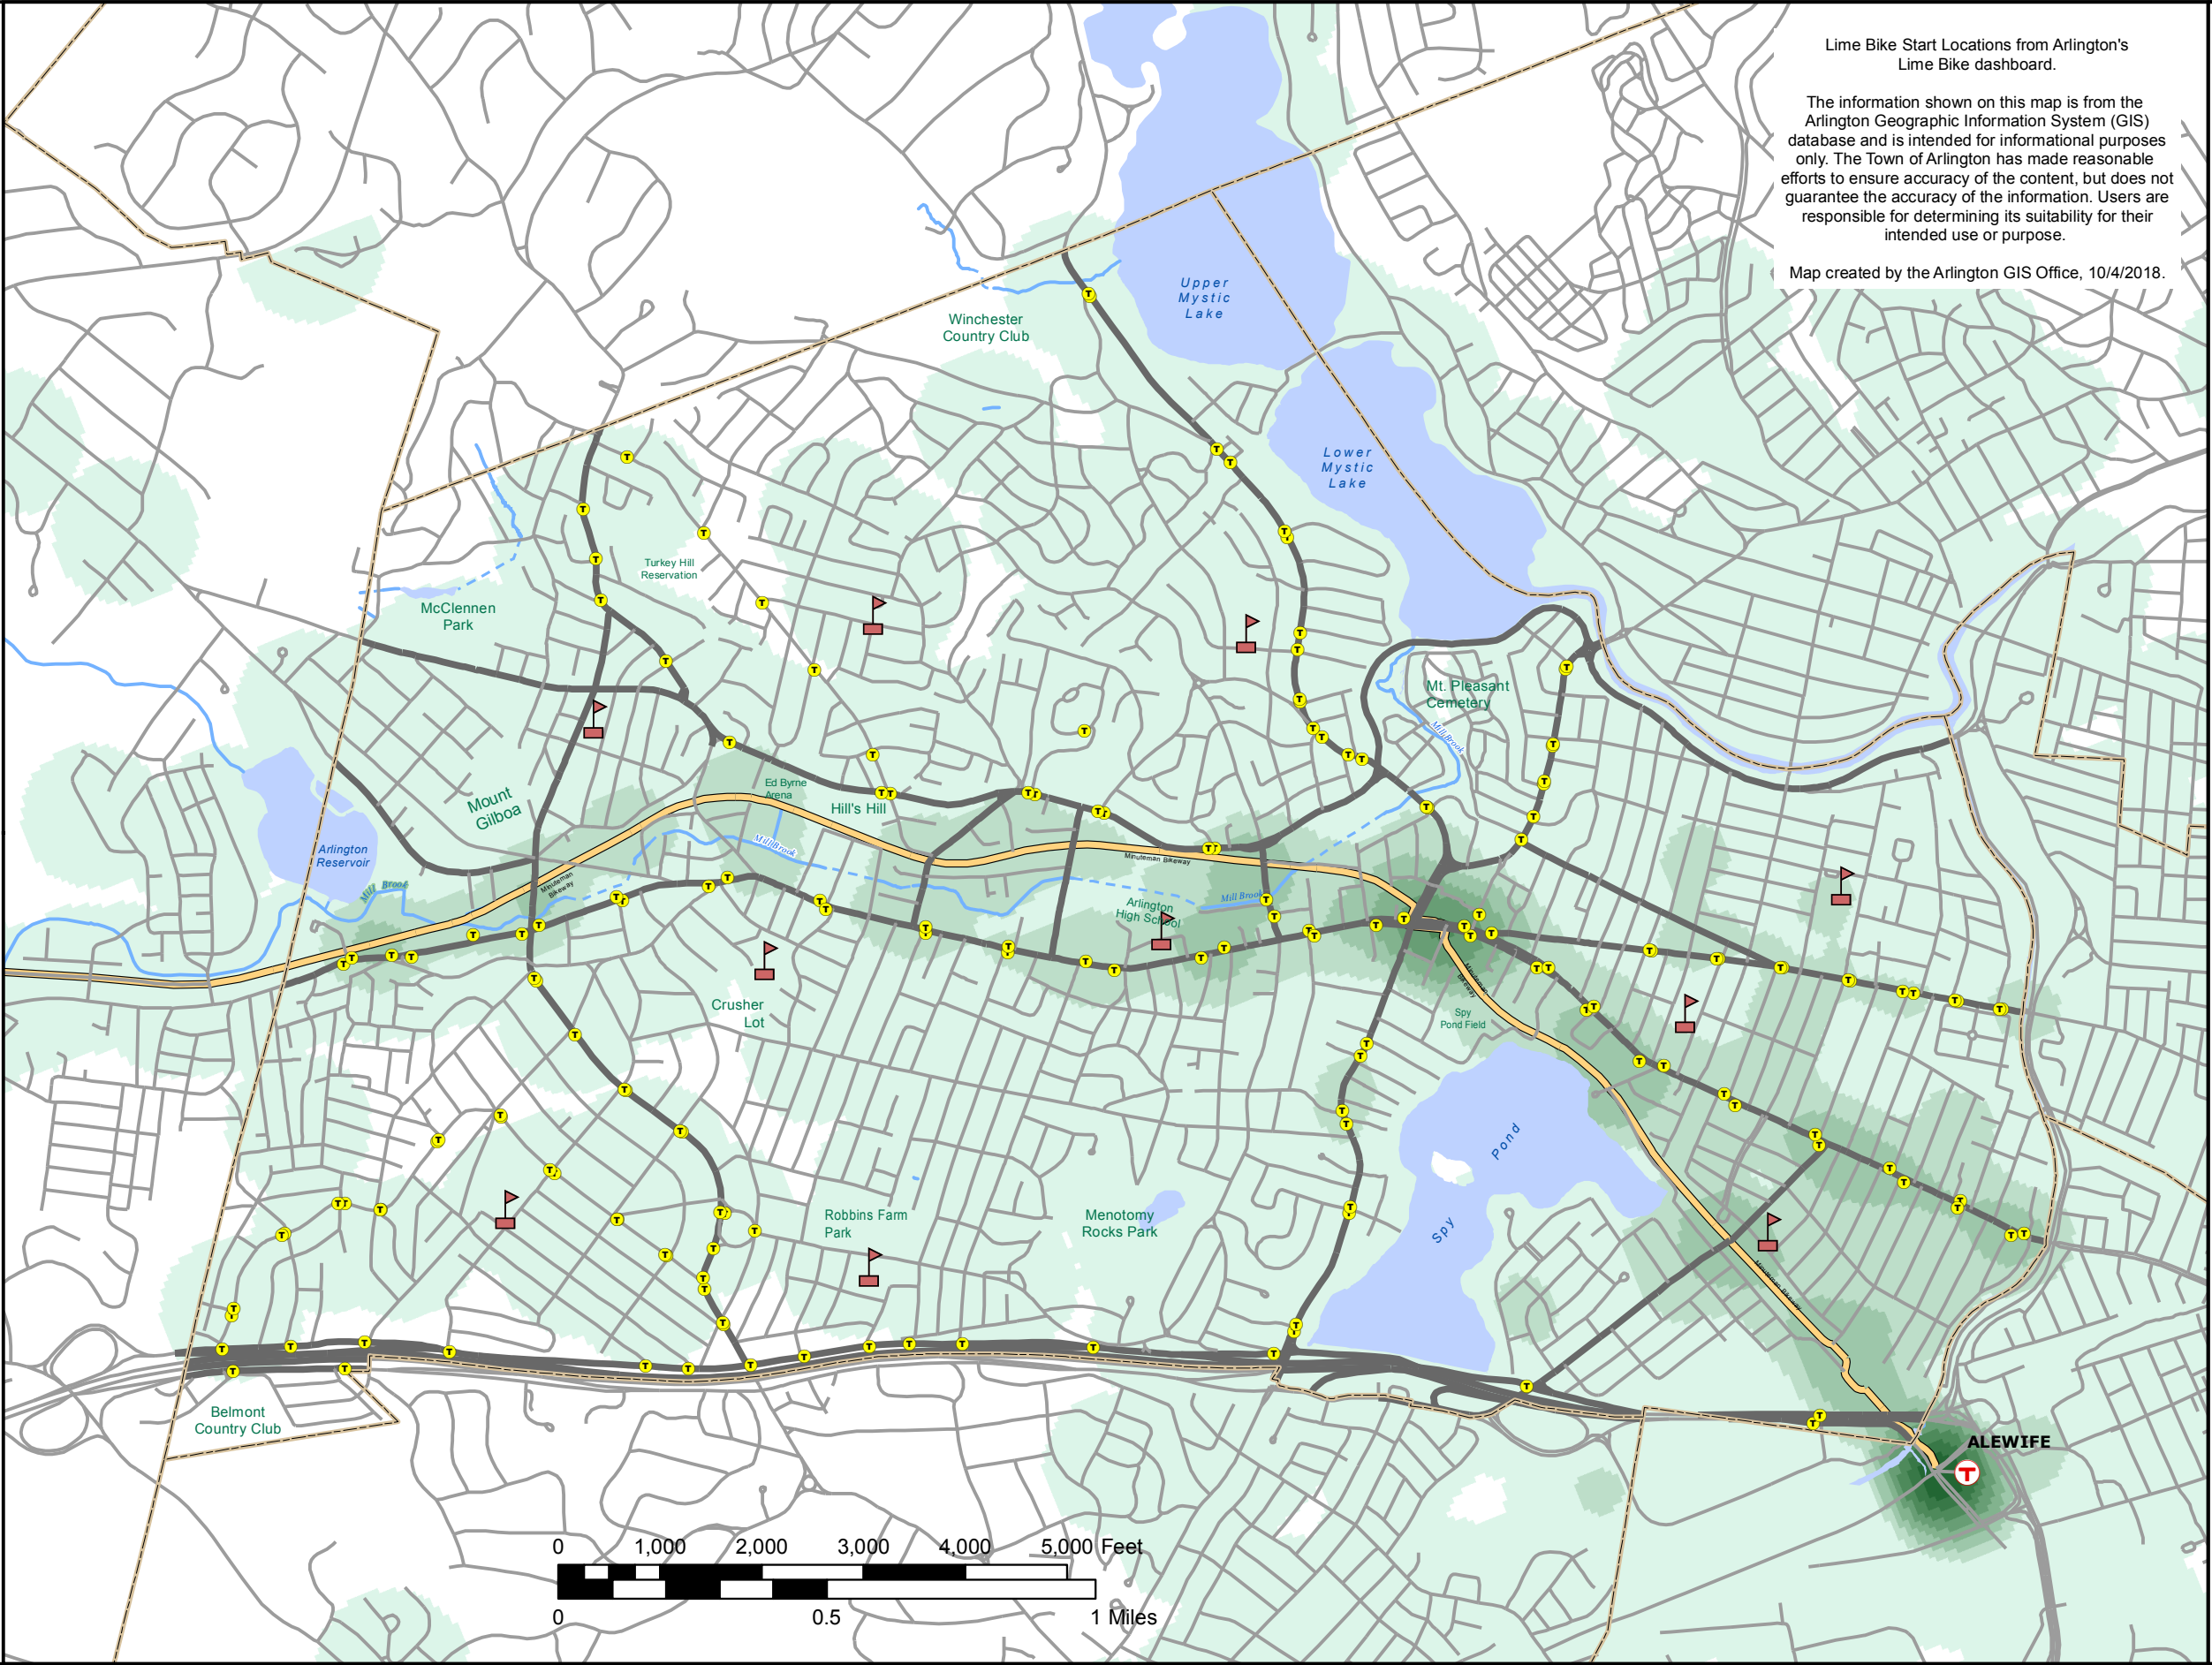 Lime Bike Start Locations from Arlington's
Lime Bike dashboard.
The information shown on this map is from the
Arlington Geographic Information System (GIS)
database and is intended for informational purposes
only. The Town of Arlington has made reasonable
efforts to ensure accuracy of the content, but does not
guarantee the accuracy of the information. Users are
responsible for determining its suitability for their
intended use or purpose.
Map created by the Arlington GIS Office, 10/4/2018.
Upper
Mystic
Lake
Winchester
Country Club
Lower
Mystic
Lake
Turkey Hill
Reservation
McClennen
Park
Mt. Pleasant
Cemetery
Mill Brook
Ed Byrne
Arena
Hill's Hill
Mount
Gilboa
Mill Brook
Arlington
Reservoir
Minuteman Bikeway
Mill Brook
Minuteman
Bikeway
Mill Brook
Arlington
High School
Minuteman
Bikeway
Crusher
Lot
Spy
Pond Field
Spy Pond
Robbins Farm
Park
Menotomy
Rocks Park
Minuteman Bikeway
Belmont
Country Club
ALEWIFE
T
0 1,000 2,000 3,000 4,000 5,000 Feet
0 0.5 1 Miles